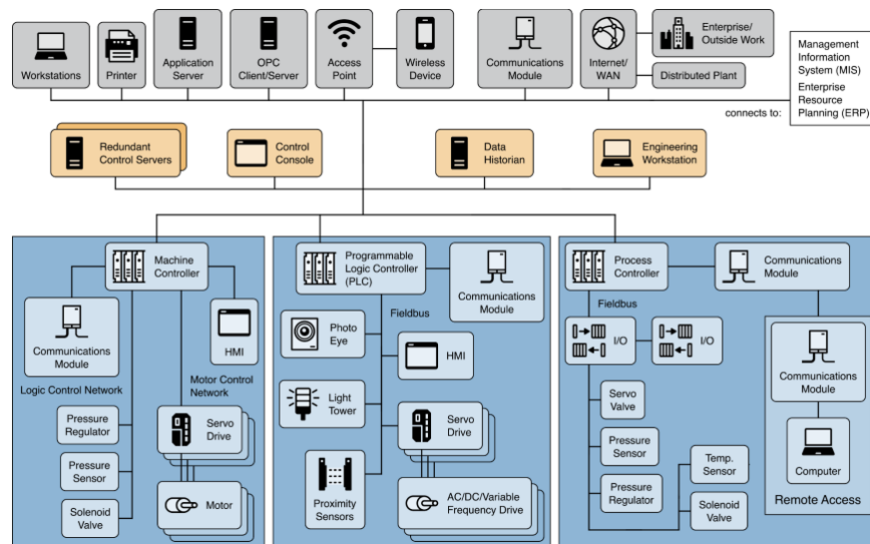 Workstations
Printer
Application
Server
OPC
Client/Server
Access
Point
Wireless
Device
Communications
Module
Internet/
WAN
Enterprise/
Outside Work
Distributed Plant
Management
Information
System (MIS)
Enterprise
Resource
Planning (ERP)
connects to:
Redundant
Control Servers
Control
Console
Data
Historian
Engineering
Workstation
Machine
Controller
Communications
Module
HMI
Logic Control Network
Motor Control
Network
Pressure
Regulator
Pressure
Sensor
Solenoid
Valve
Servo
Drive
Motor
Programmable
Logic Controller
(PLC)
Communications
Module
Fieldbus
Photo
Eye
HMI
Light
Tower
Servo
Drive
Proximity
Sensors
AC/DC/Variable
Frequency Drive
Process
Controller
Communications
Module
Fieldbus
I/O
I/O
Servo
Valve
Pressure
Sensor
Pressure
Regulator
Temp.
Sensor
Solenoid
Valve
Communications
Module
Computer
Remote Access